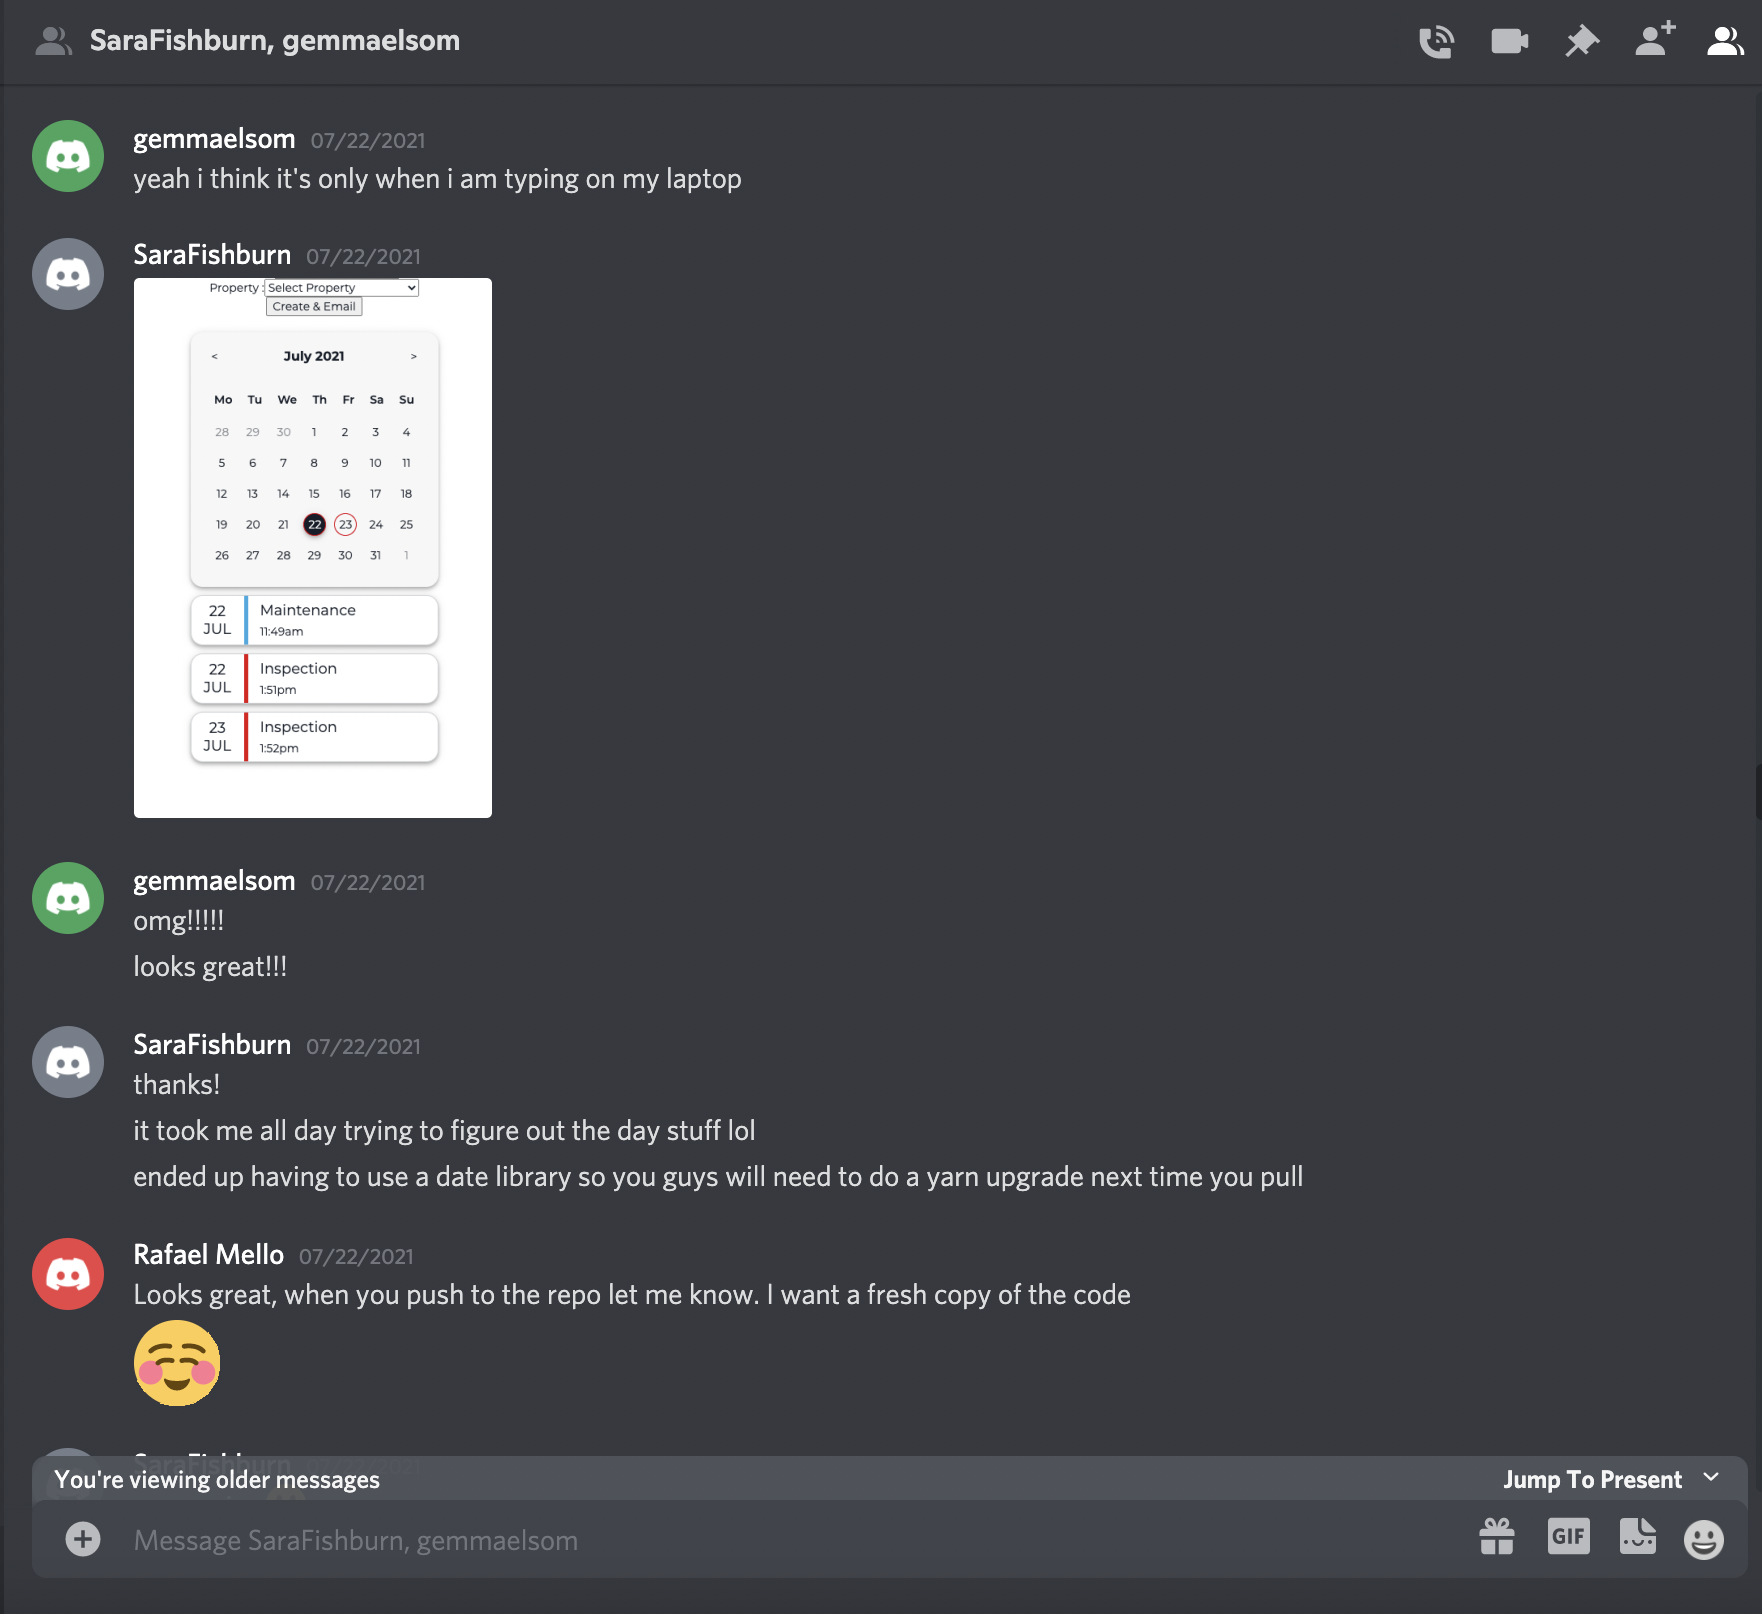 SaraFishburn, gemmaelsom
gemmaelsom 07/22/2021
yeah i think it's only when i am typing on my laptop
SaraFishburn 07/22/2021
Property : Select Property
Create & Email
< July 2021 >
Mo Tu We Th Fr Sa Su
28 29 30 1 2 3 4
5 6 7 8 9 10 11
12 13 14 15 16 17 18
19 20 21 22 23 24 25
26 27 28 29 30 31 1
22 Maintenance
JUL 11:49am
22 Inspection
JUL 1:51pm
23 Inspection
JUL 1:52pm
gemmaelsom 07/22/2021
omg!!!!!
looks great!!!
SaraFishburn 07/22/2021
thanks!
it took me all day trying to figure out the day stuff lol
ended up having to use a date library so you guys will need to do a yarn upgrade next time you pull
Rafael Mello 07/22/2021
Looks great, when you push to the repo let me know. I want a fresh copy of the code
SaraFishburn 07/22/2021
You're viewing older messages Jump To Present
Message SaraFishburn, gemmaelsom GIF